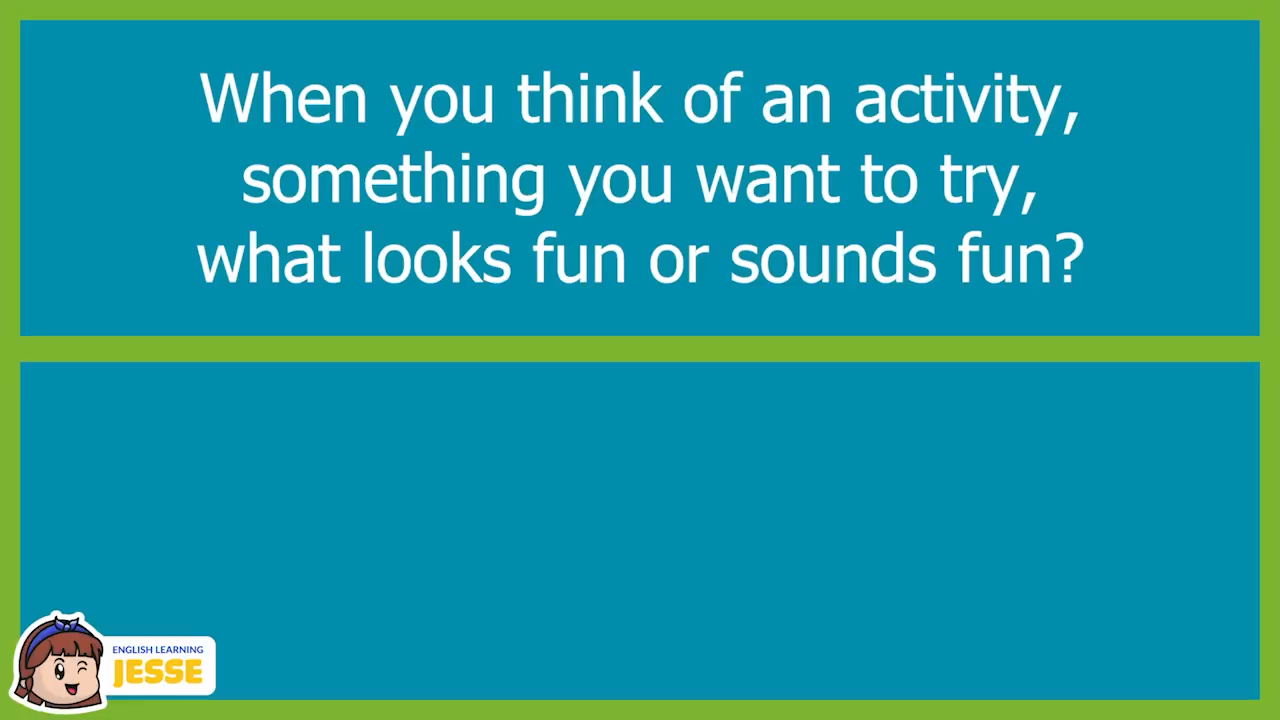 When you think of an activity,
something you want to try,
what looks fun or sounds fun?
ENGLISH LEARNING
JESSE